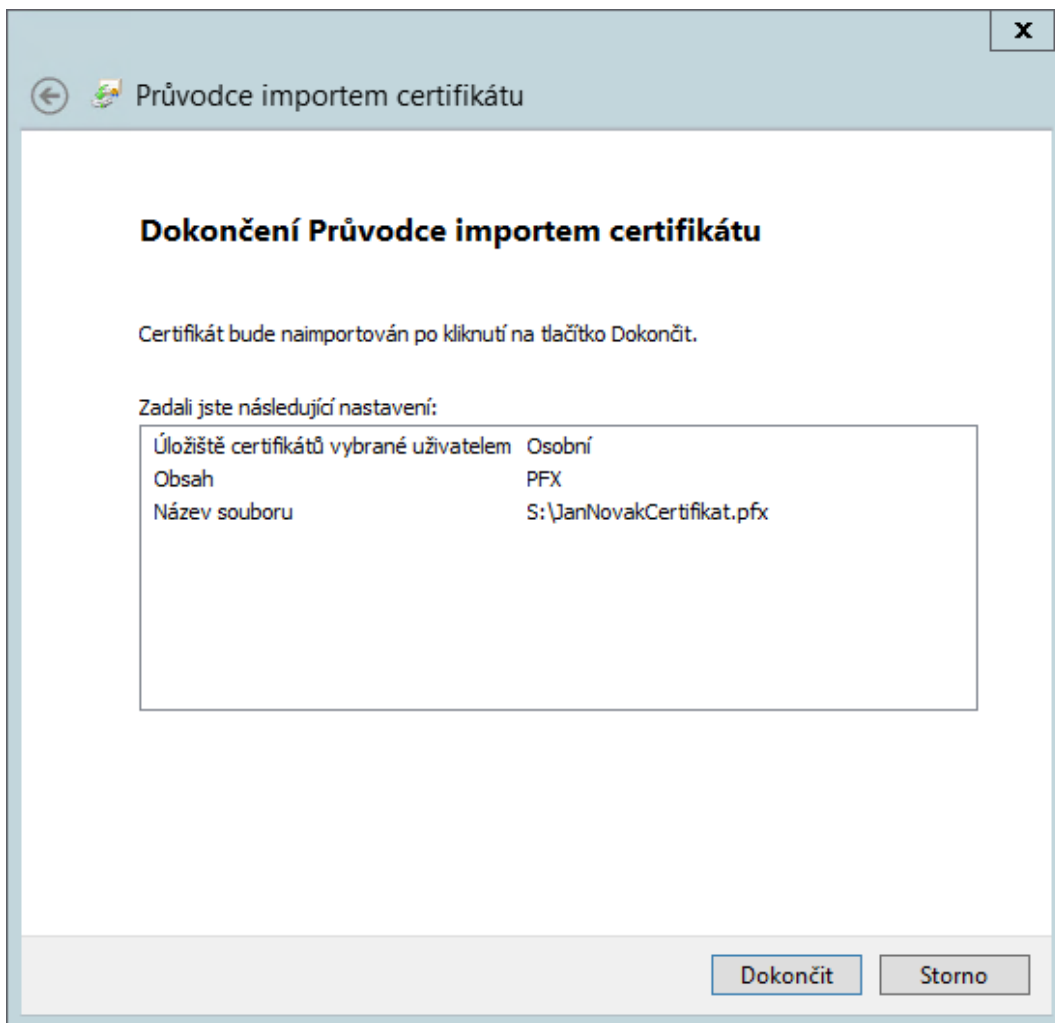 x
Průvodce importem certifikátu
Dokončení Průvodce importem certifikátu
Certifikát bude naimportován po kliknutí na tlačítko Dokončit.
Zadali jste následující nastavení:
Úložiště certifikátů vybrané uživatelem Osobní
Obsah PFX
Název souboru S:\JanNovakCertifikat.pfx
Dokončit Storno